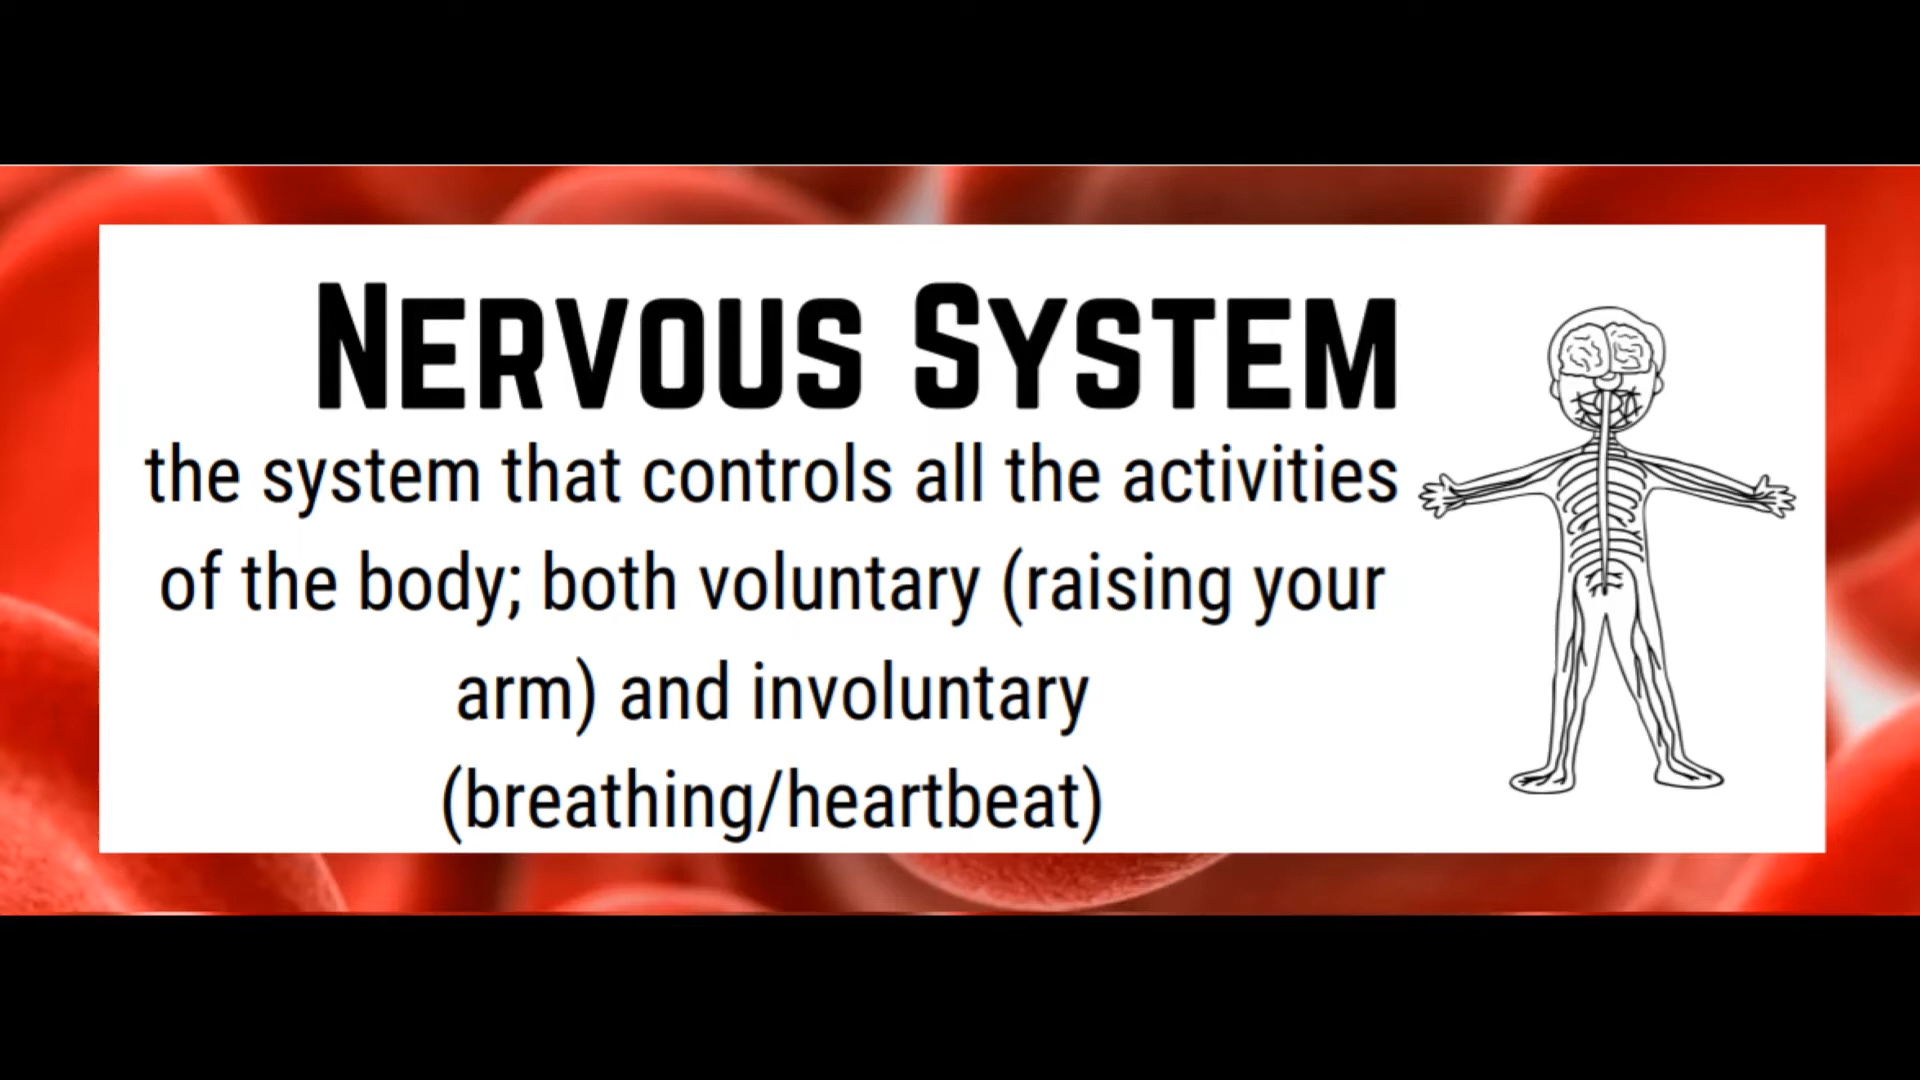 NERVOUS SYSTEM
the system that controls all the activities
of the body; both voluntary (raising your
arm) and involuntary
(breathing/heartbeat)